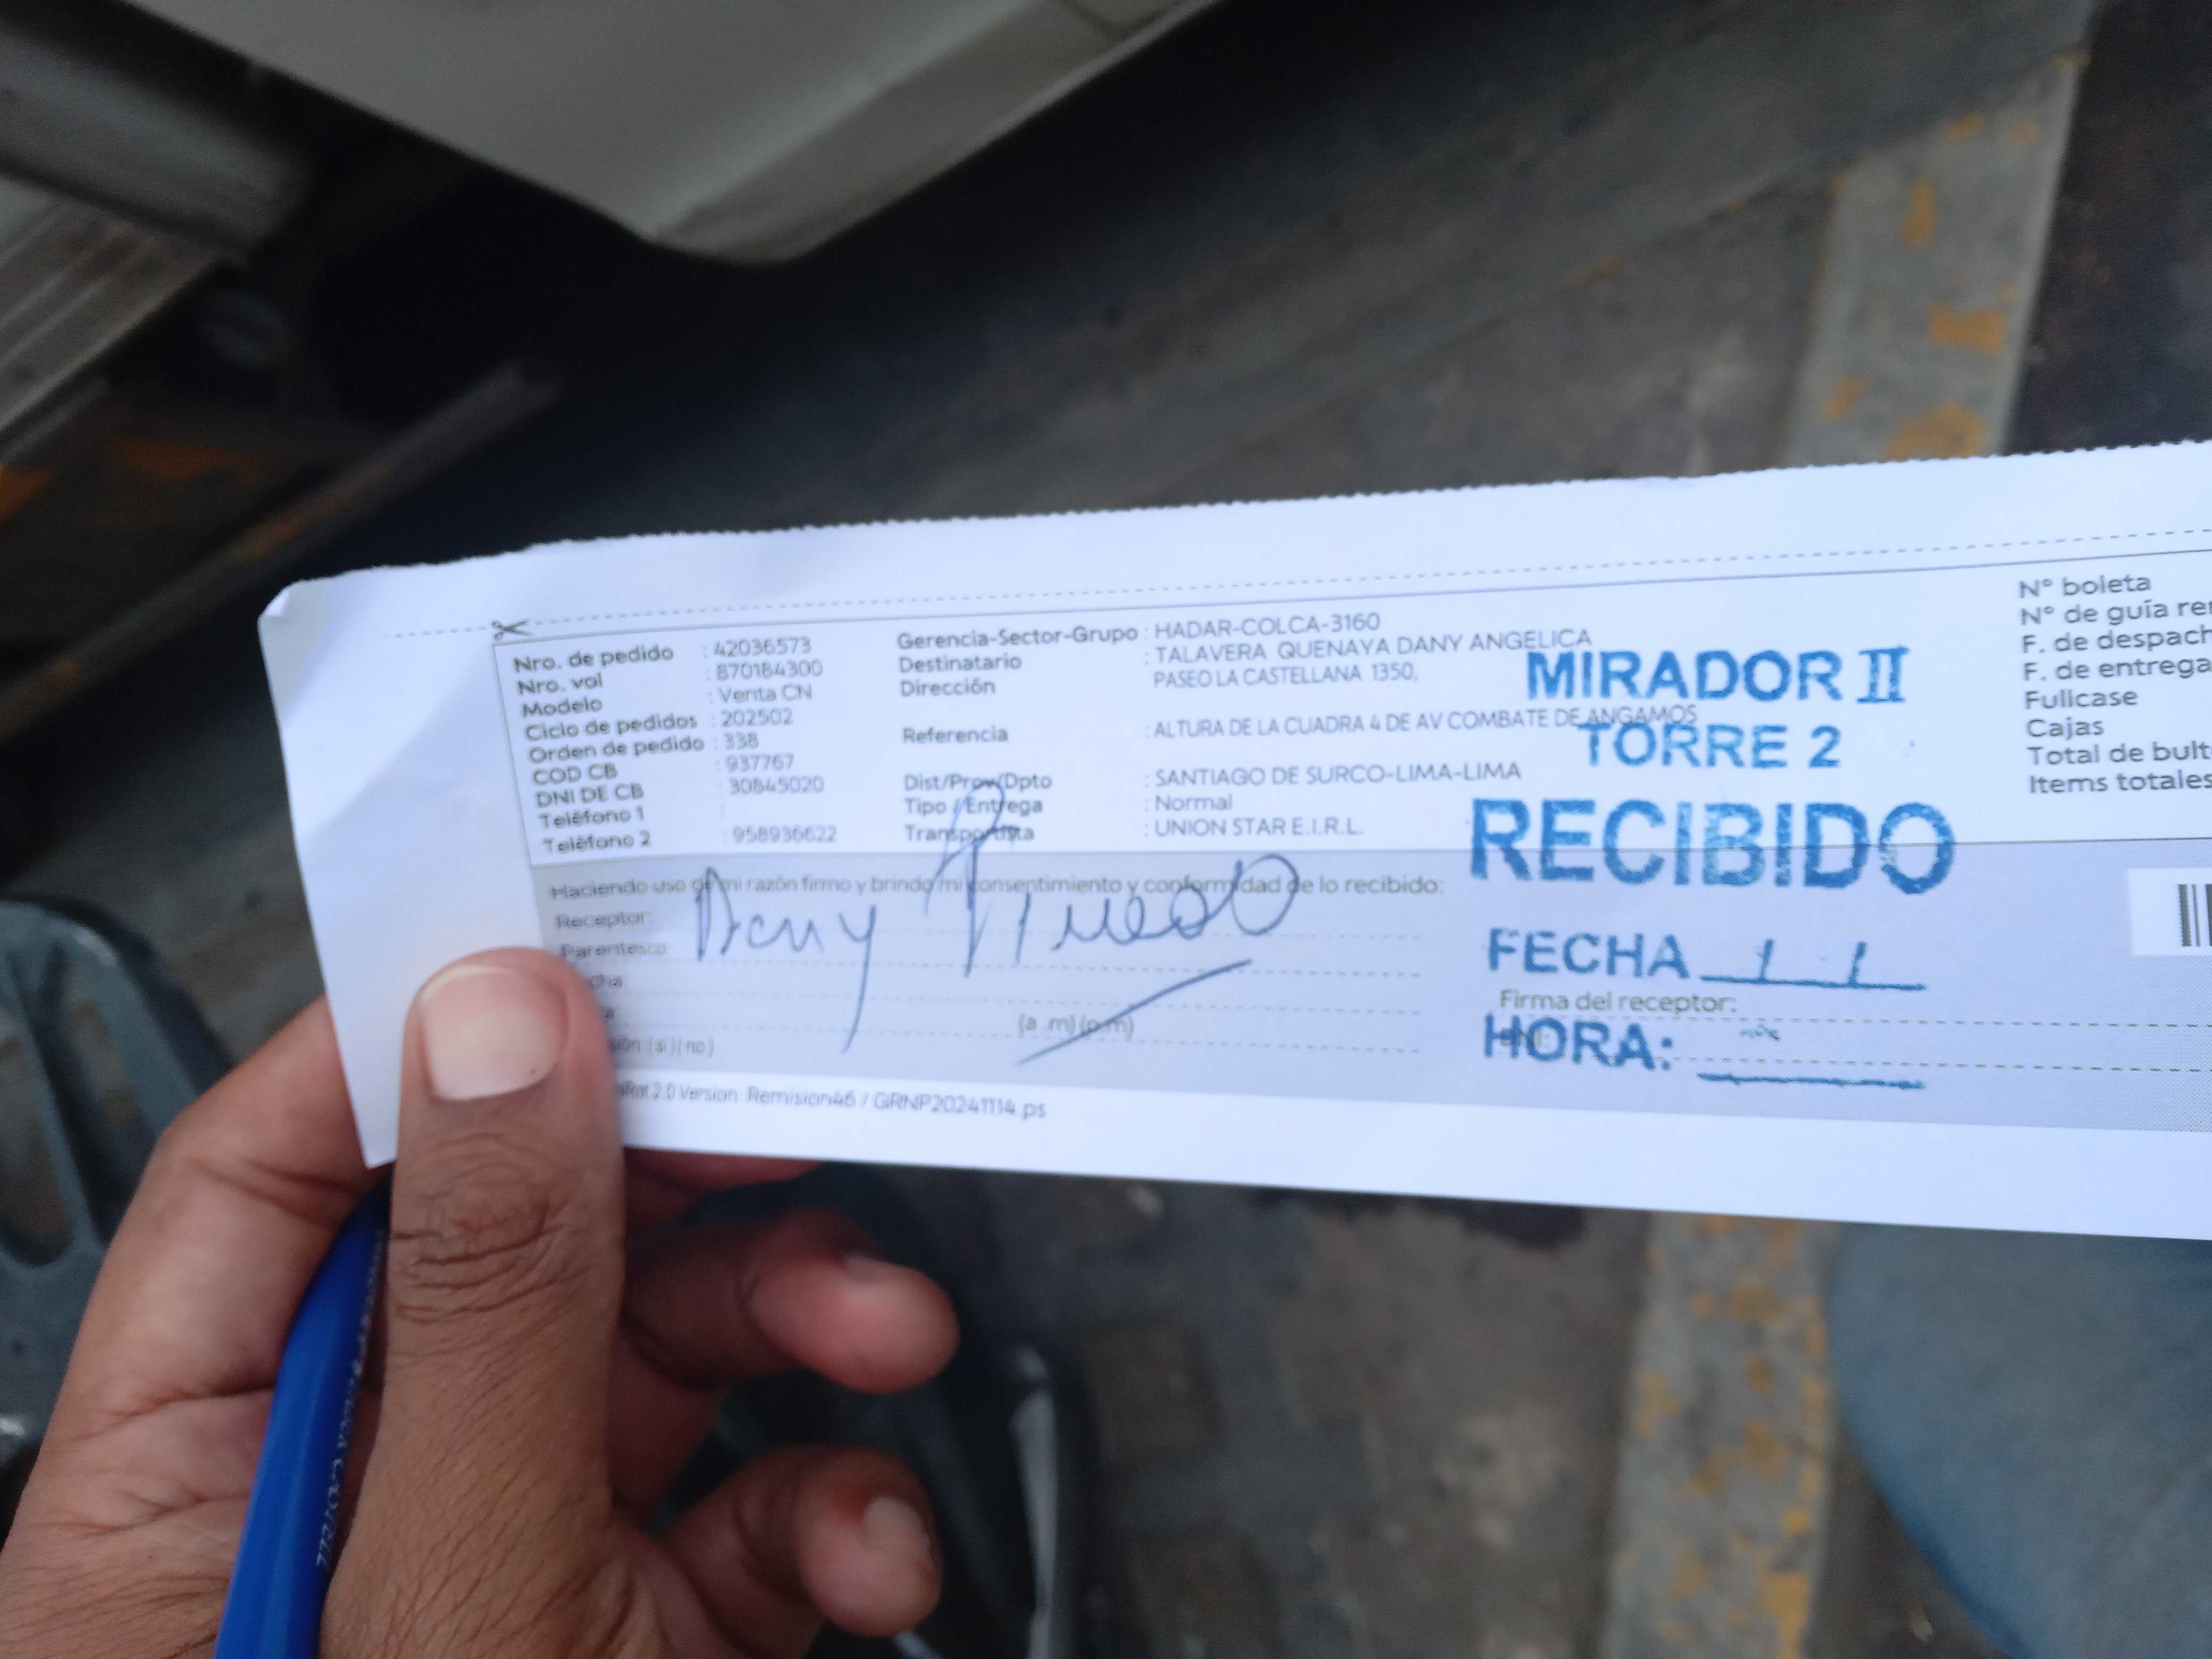 Nro. de pedido : 42036573
Nro. vol : 870184300
Modelo : Venta CN
Ciclo de pedidos : 202502
Orden de pedido : 338
COD CB : 937767
DNI DE CB : 30845020
Teléfono 1 :
Teléfono 2 : 958936622
Gerencia-Sector-Grupo : HADAR-COLCA-3160
Destinatario : TALAVERA QUENAYA DANY ANGELICA
Dirección PASEO LA CASTELLANA 1350,
Referencia : ALTURA DE LA CUADRA 4 DE AV COMBATE DE ANGAMOS
Dist/Prov/Dpto : SANTIAGO DE SURCO-LIMA-LIMA
Tipo / Entrega : Normal
Transportista : UNION STAR E.I.R.L.
MIRADOR II
TORRE 2
RECIBIDO
FECHA
HORA:
N° boleta
N° de guía
F. de
F. de entrega
Fullcase
Cajas
Total de
Items totales
Haciendo uso de mi razón firmo y brindo mi consentimiento y conformidad de lo recibido:
Receptor:
Parentesco:
Dany
(a .m) (p.m)
(si) (no)
Firma del receptor:
2.0 Version Remision46 / GRNP20241114.ps